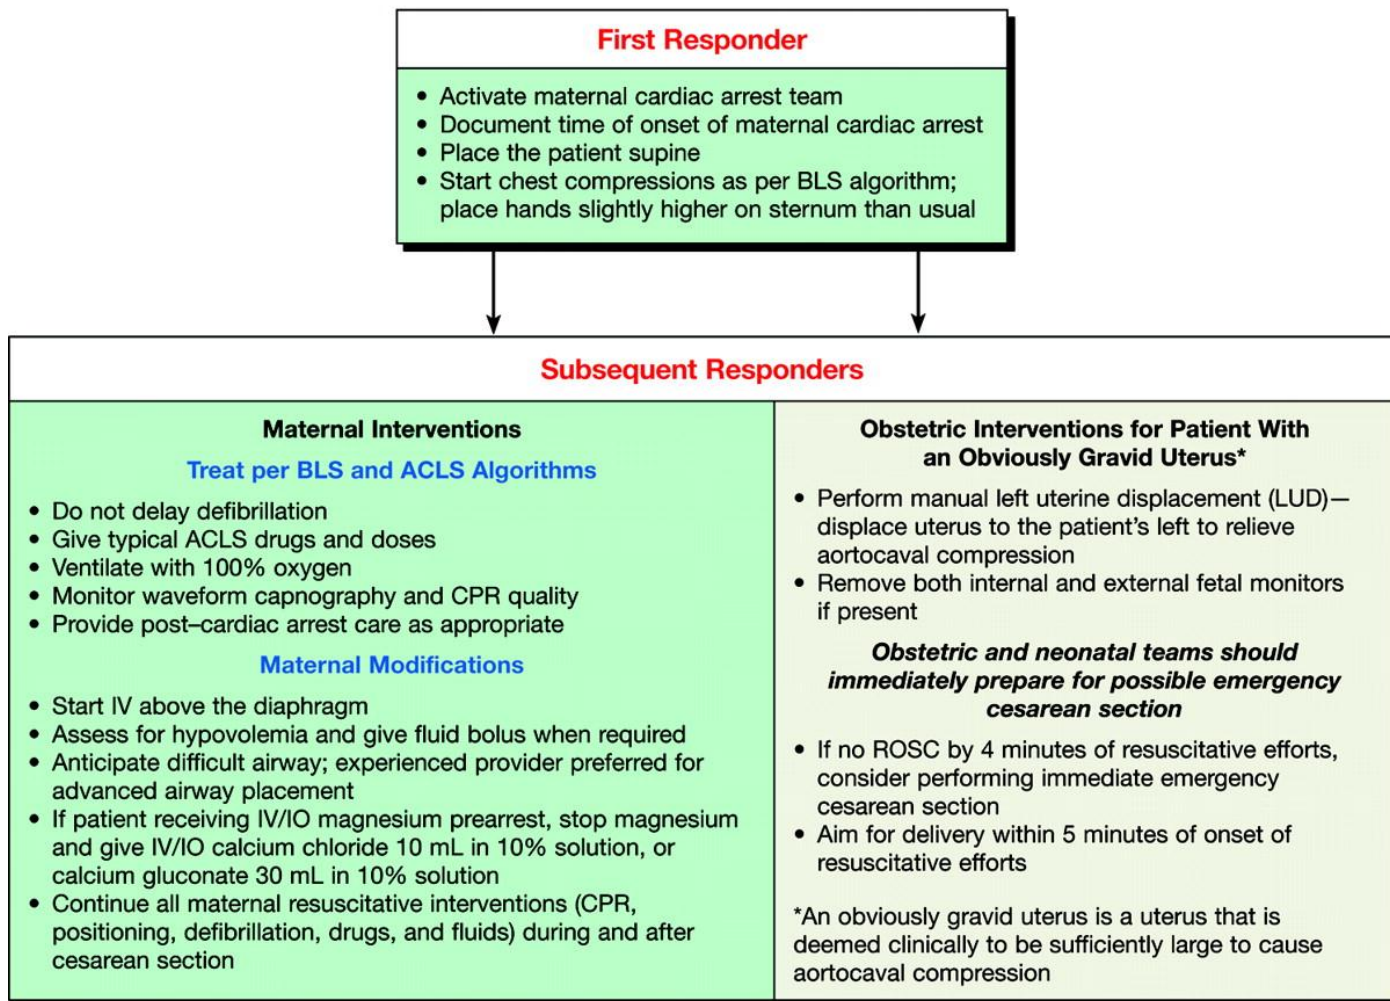 First Responder
• Activate maternal cardiac arrest team
• Document time of onset of maternal cardiac arrest
• Place the patient supine
• Start chest compressions as per BLS algorithm;
place hands slightly higher on sternum than usual
Subsequent Responders
Maternal Interventions
Treat per BLS and ACLS Algorithms
• Do not delay defibrillation
• Give typical ACLS drugs and doses
• Ventilate with 100% oxygen
• Monitor waveform capnography and CPR quality
• Provide post–cardiac arrest care as appropriate
Maternal Modifications
• Start IV above the diaphragm
• Assess for hypovolemia and give fluid bolus when required
• Anticipate difficult airway; experienced provider preferred for
advanced airway placement
• If patient receiving IV/IO magnesium prearrest, stop magnesium
and give IV/IO calcium chloride 10 mL in 10% solution, or
calcium gluconate 30 mL in 10% solution
• Continue all maternal resuscitative interventions (CPR,
positioning, defibrillation, drugs, and fluids) during and after
cesarean section
Obstetric Interventions for Patient With
an Obviously Gravid Uterus*
• Perform manual left uterine displacement (LUD)—
displace uterus to the patient's left to relieve
aortocaval compression
• Remove both internal and external fetal monitors
if present
Obstetric and neonatal teams should
immediately prepare for possible emergency
cesarean section
• If no ROSC by 4 minutes of resuscitative efforts,
consider performing immediate emergency
cesarean section
• Aim for delivery within 5 minutes of onset of
resuscitative efforts
*An obviously gravid uterus is a uterus that is
deemed clinically to be sufficiently large to cause
aortocaval compression